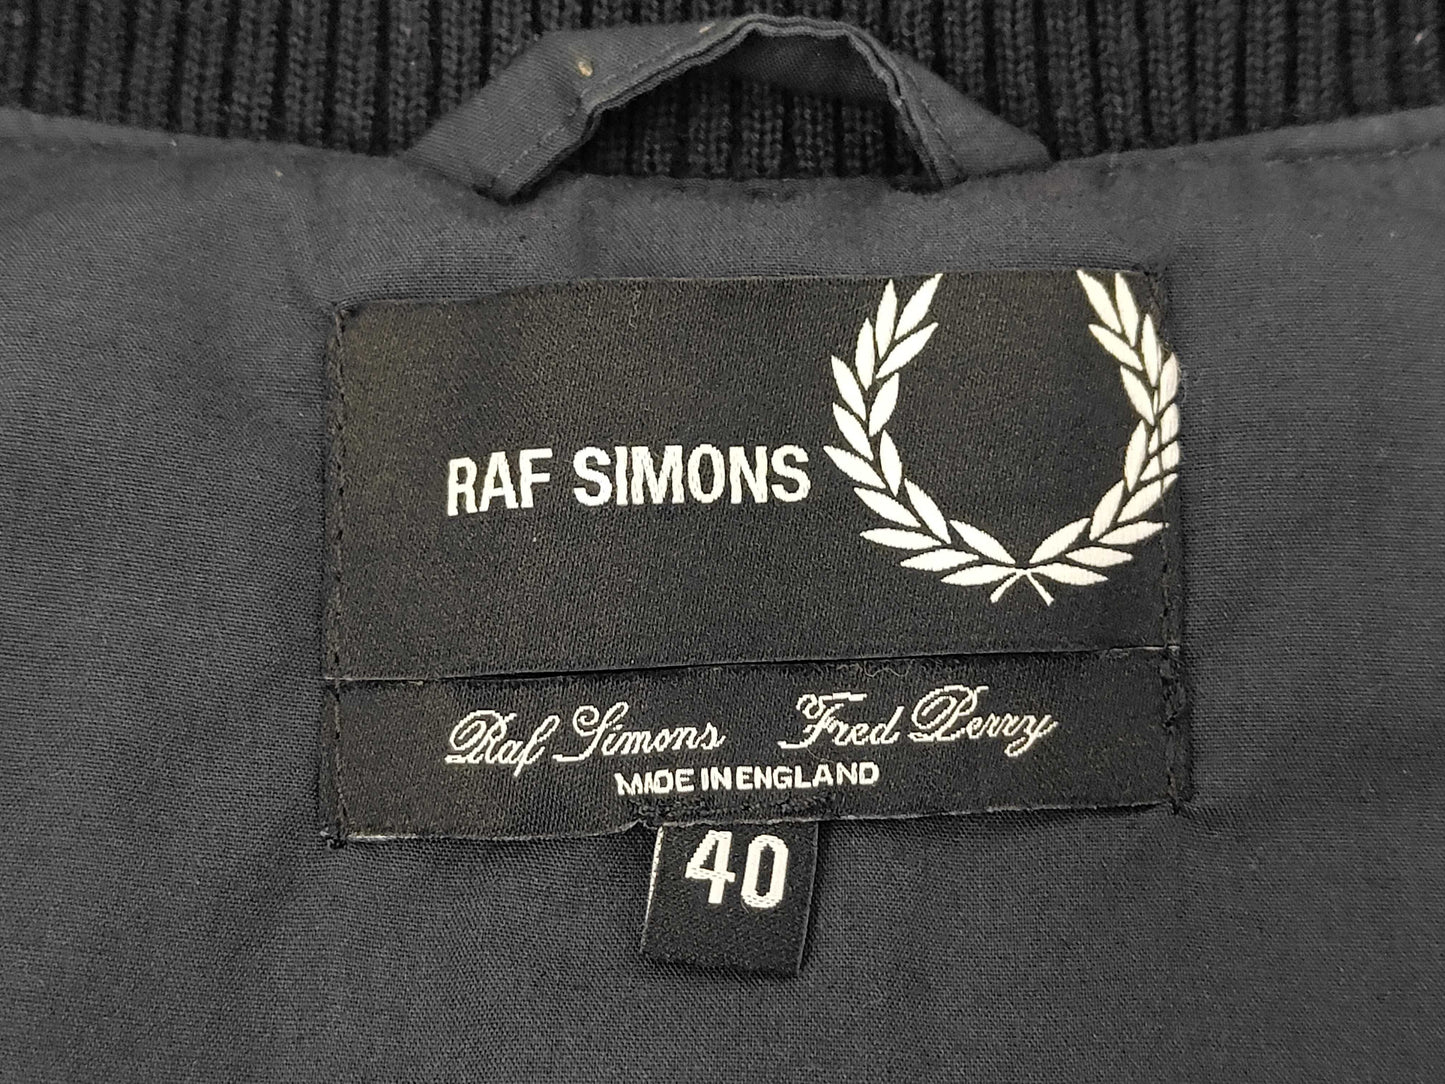 RAF SIMONS
Raf Simons Fred Perry
MADE IN ENGLAND
40